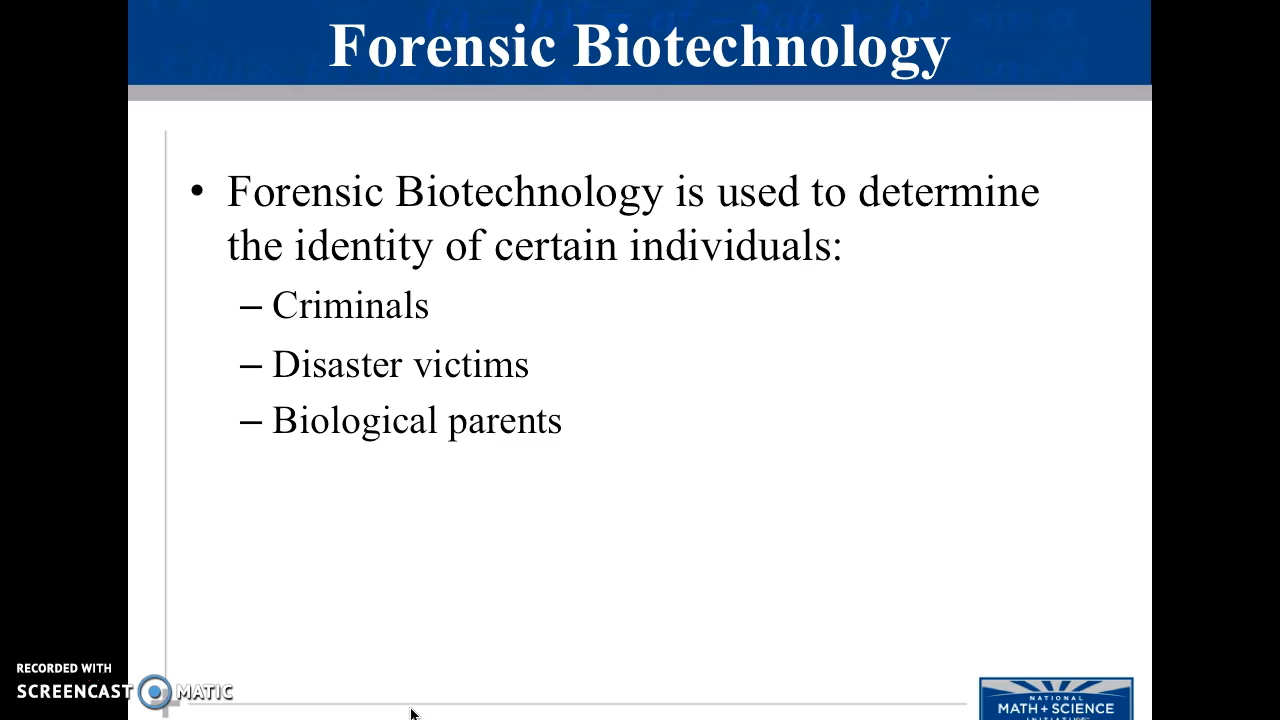 Forensic Biotechnology
• Forensic Biotechnology is used to determine
the identity of certain individuals:
– Criminals
– Disaster victims
– Biological parents
RECORDED WITH
SCREENCAST MATIC
NATIONAL
MATH + SCIENCE
INITIATIVE